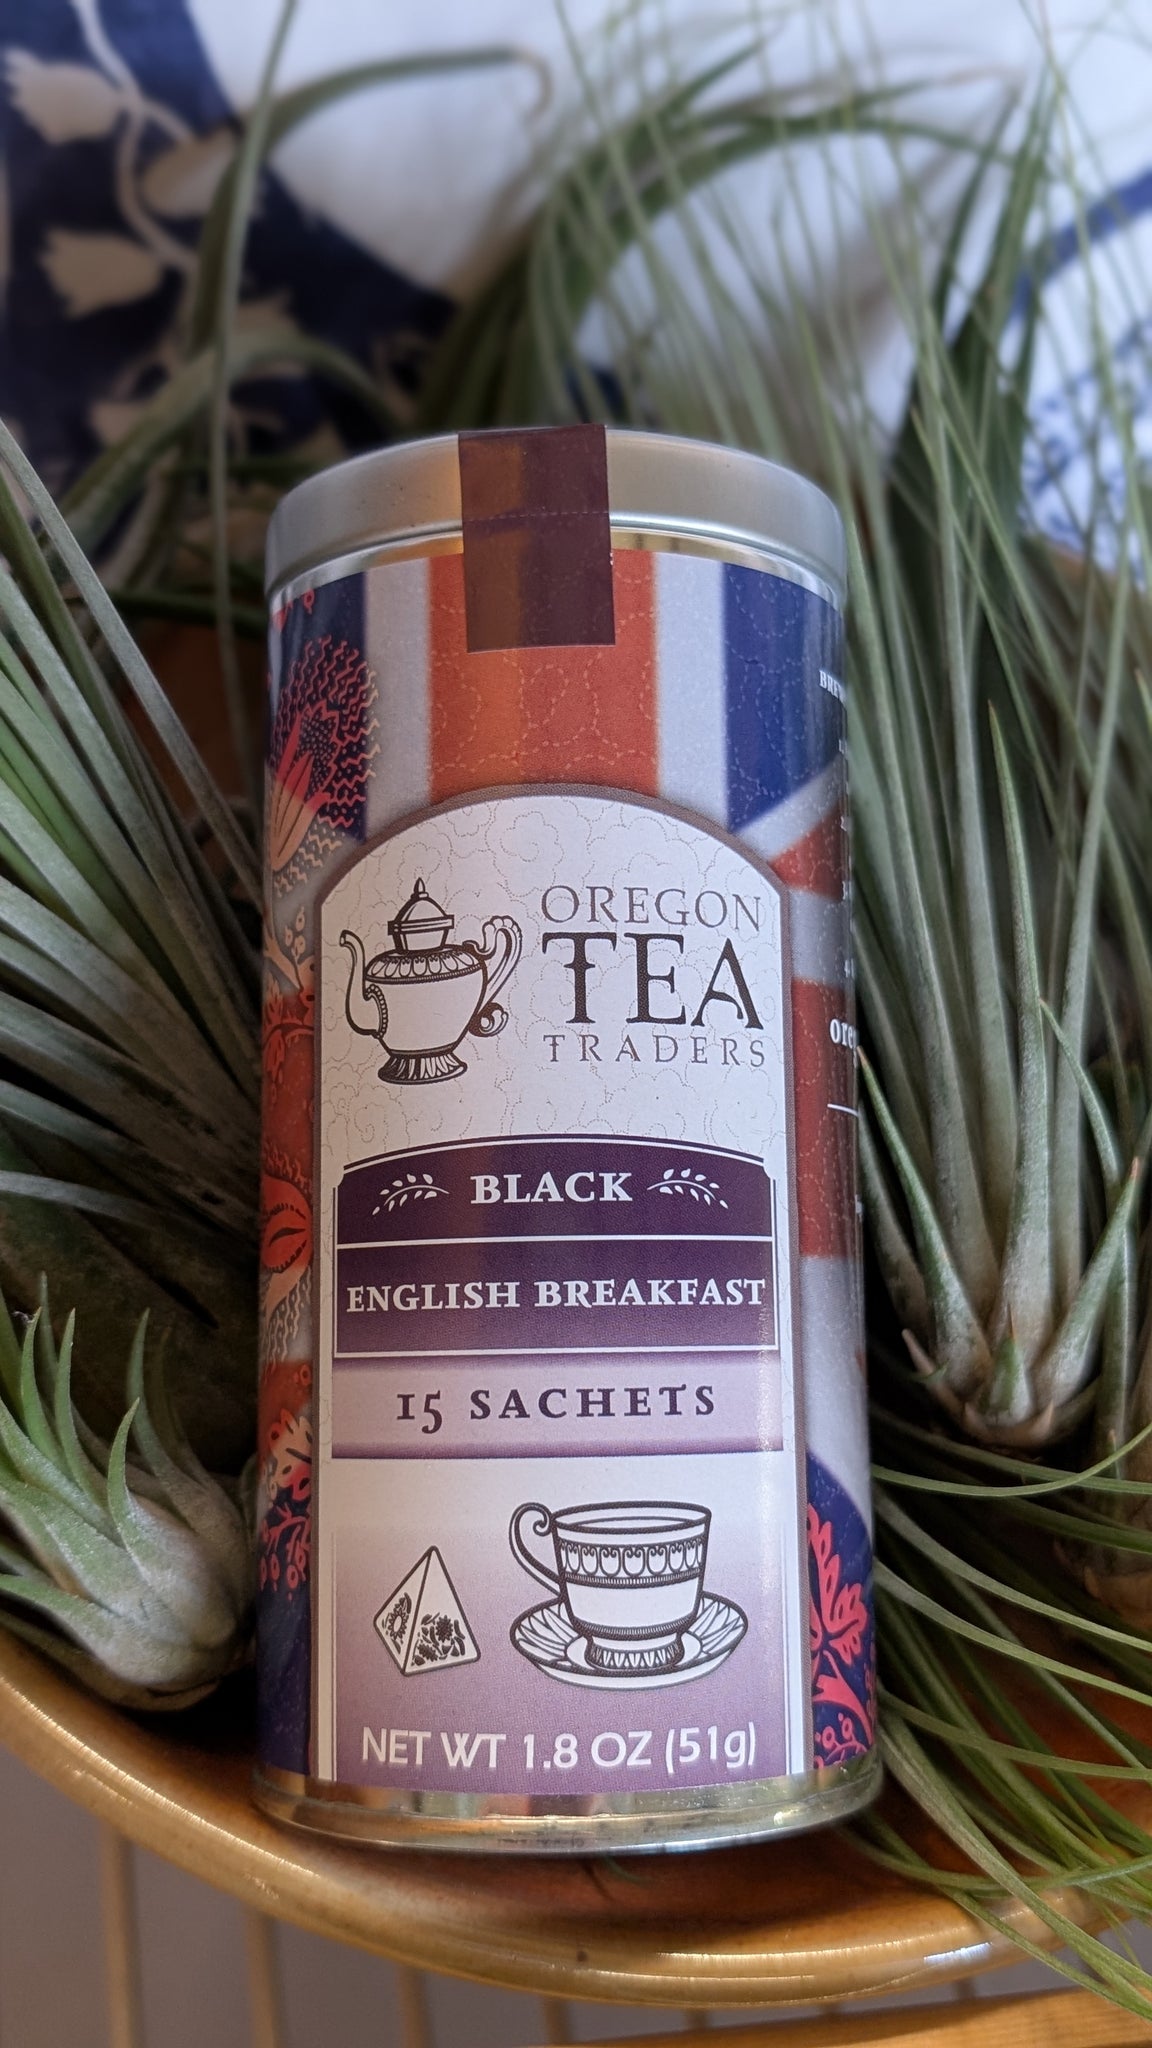 OREGON
TEA
TRADERS
BLACK
ENGLISH BREAKFAST
15 SACHETS
NET WT 1.8 OZ (51g)